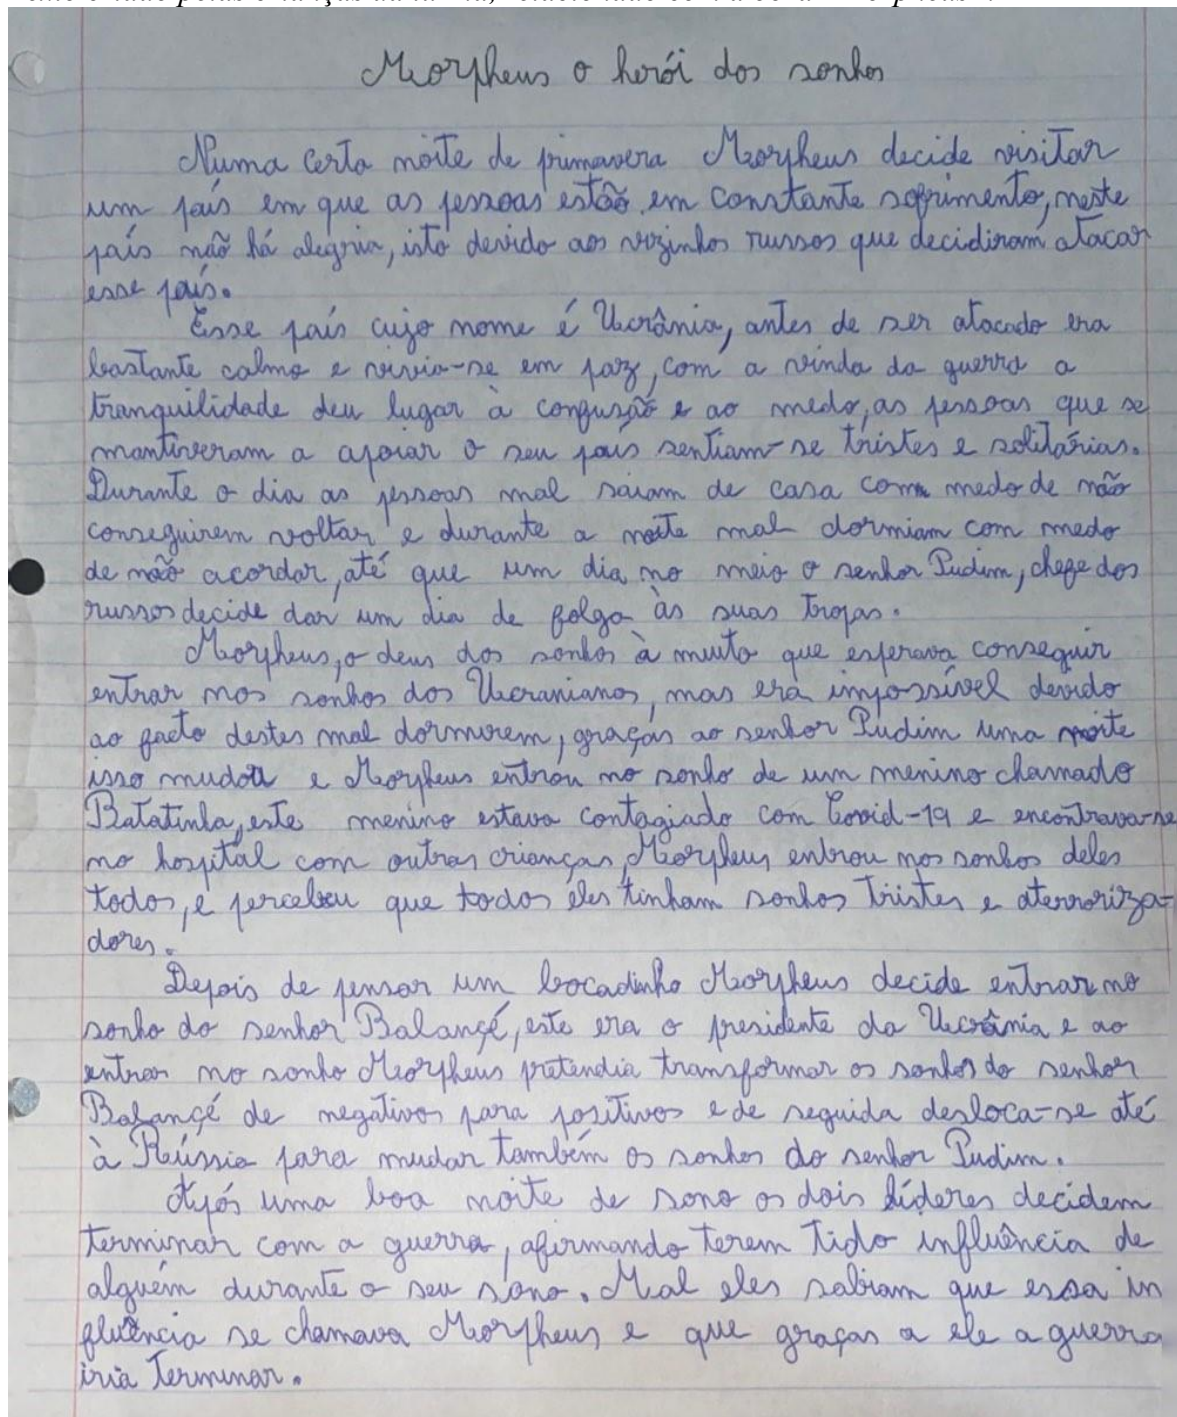 Morpheus o herói dos sonhos
Numa certa noite de primavera Morpheus decide visitar
um país em que as pessoas estão em constante sofrimento, neste
país não há alegria, isto devido aos vizinhos russos que decidiram atacar
esse país.
Esse país cujo nome é Ucrânia, antes de ser atacado era
bastante calmo e vivia-se em paz, com a vinda da guerra a
tranquilidade deu lugar à confusão e ao medo, as pessoas que se
mantiveram a apoiar o seu país sentiam-se tristes e solitárias.
Durante o dia as pessoas mal saiam de casa com medo de não
conseguirem voltar e durante a noite mal dormiam com medo
de não acordar, até que um dia no meio o senhor Pudim, chefe dos
russos decide dar um dia de folga às suas tropas.
Morpheus, o deus dos sonhos à muito que esperava conseguir
entrar nos sonhos dos Ucranianos, mas era impossível devido
ao facto destes mal dormirem, graças ao senhor Pudim uma noite
isso mudou e Morpheus entrou no sonho de um menino chamado
Batatinha, este menino estava contagiado com Covid-19 e encontrava-se
no hospital com outras crianças, Morpheus entrou nos sonhos deles
todos, e percebeu que todos eles tinham sonhos tristes e aterroriza-
dores.
Depois de pensar um bocadinho Morpheus decide entrar no
sonho do senhor Balançé, este era o presidente da Ucrânia e ao
entrar no sonho Morpheus pretendia transformar os sonhos do senhor
Balançé de negativos para positivos e de seguida desloca-se até
à Rússia para mudar também os sonhos do senhor Pudim.
Após uma boa noite de sono os dois líderes decidem
terminar com a guerra, afirmando terem tido influência de
alguém durante o seu sono. Mal eles sabiam que essa in
fluência se chamava Morpheus e que graças a ele a guerra
iria terminar.